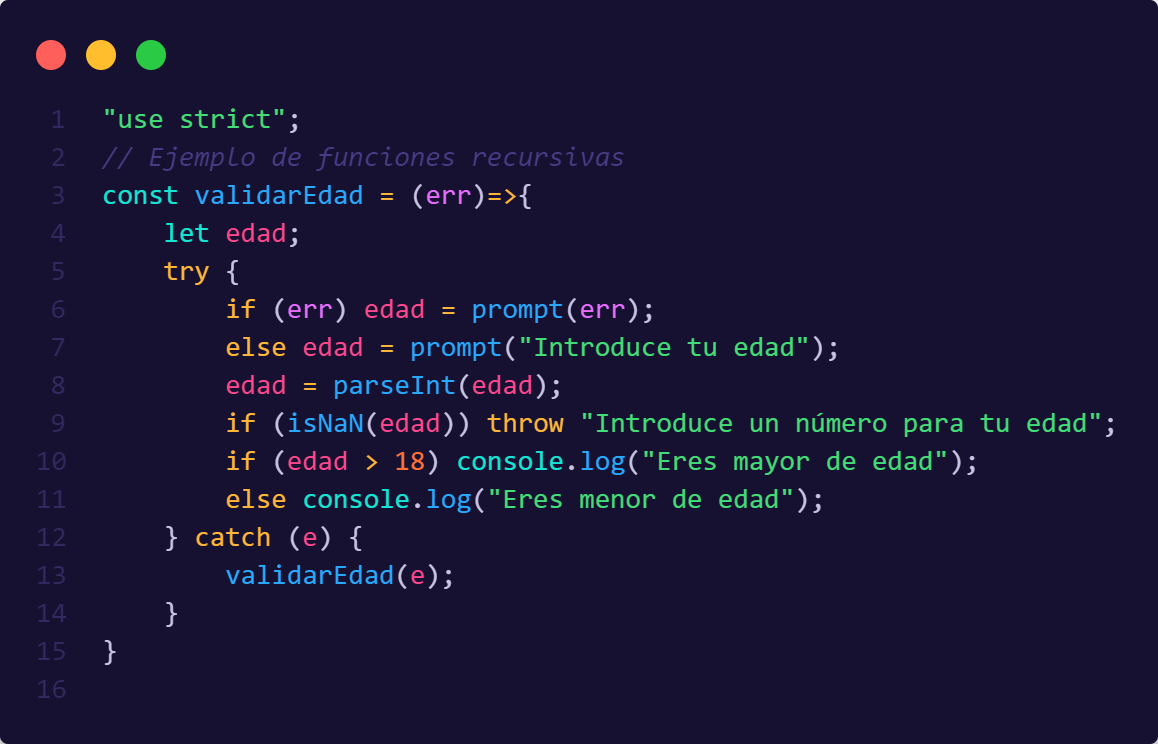 1 "use strict";
2 // Ejemplo de funciones recursivas
3 const validarEdad = (err)=>{
4     let edad;
5     try {
6         if (err) edad = prompt(err);
7         else edad = prompt("Introduce tu edad");
8         edad = parseInt(edad);
9         if (isNaN(edad)) throw "Introduce un número para tu edad";
10         if (edad > 18) console.log("Eres mayor de edad");
11         else console.log("Eres menor de edad");
12     } catch (e) {
13         validarEdad(e);
14     }
15 }
16